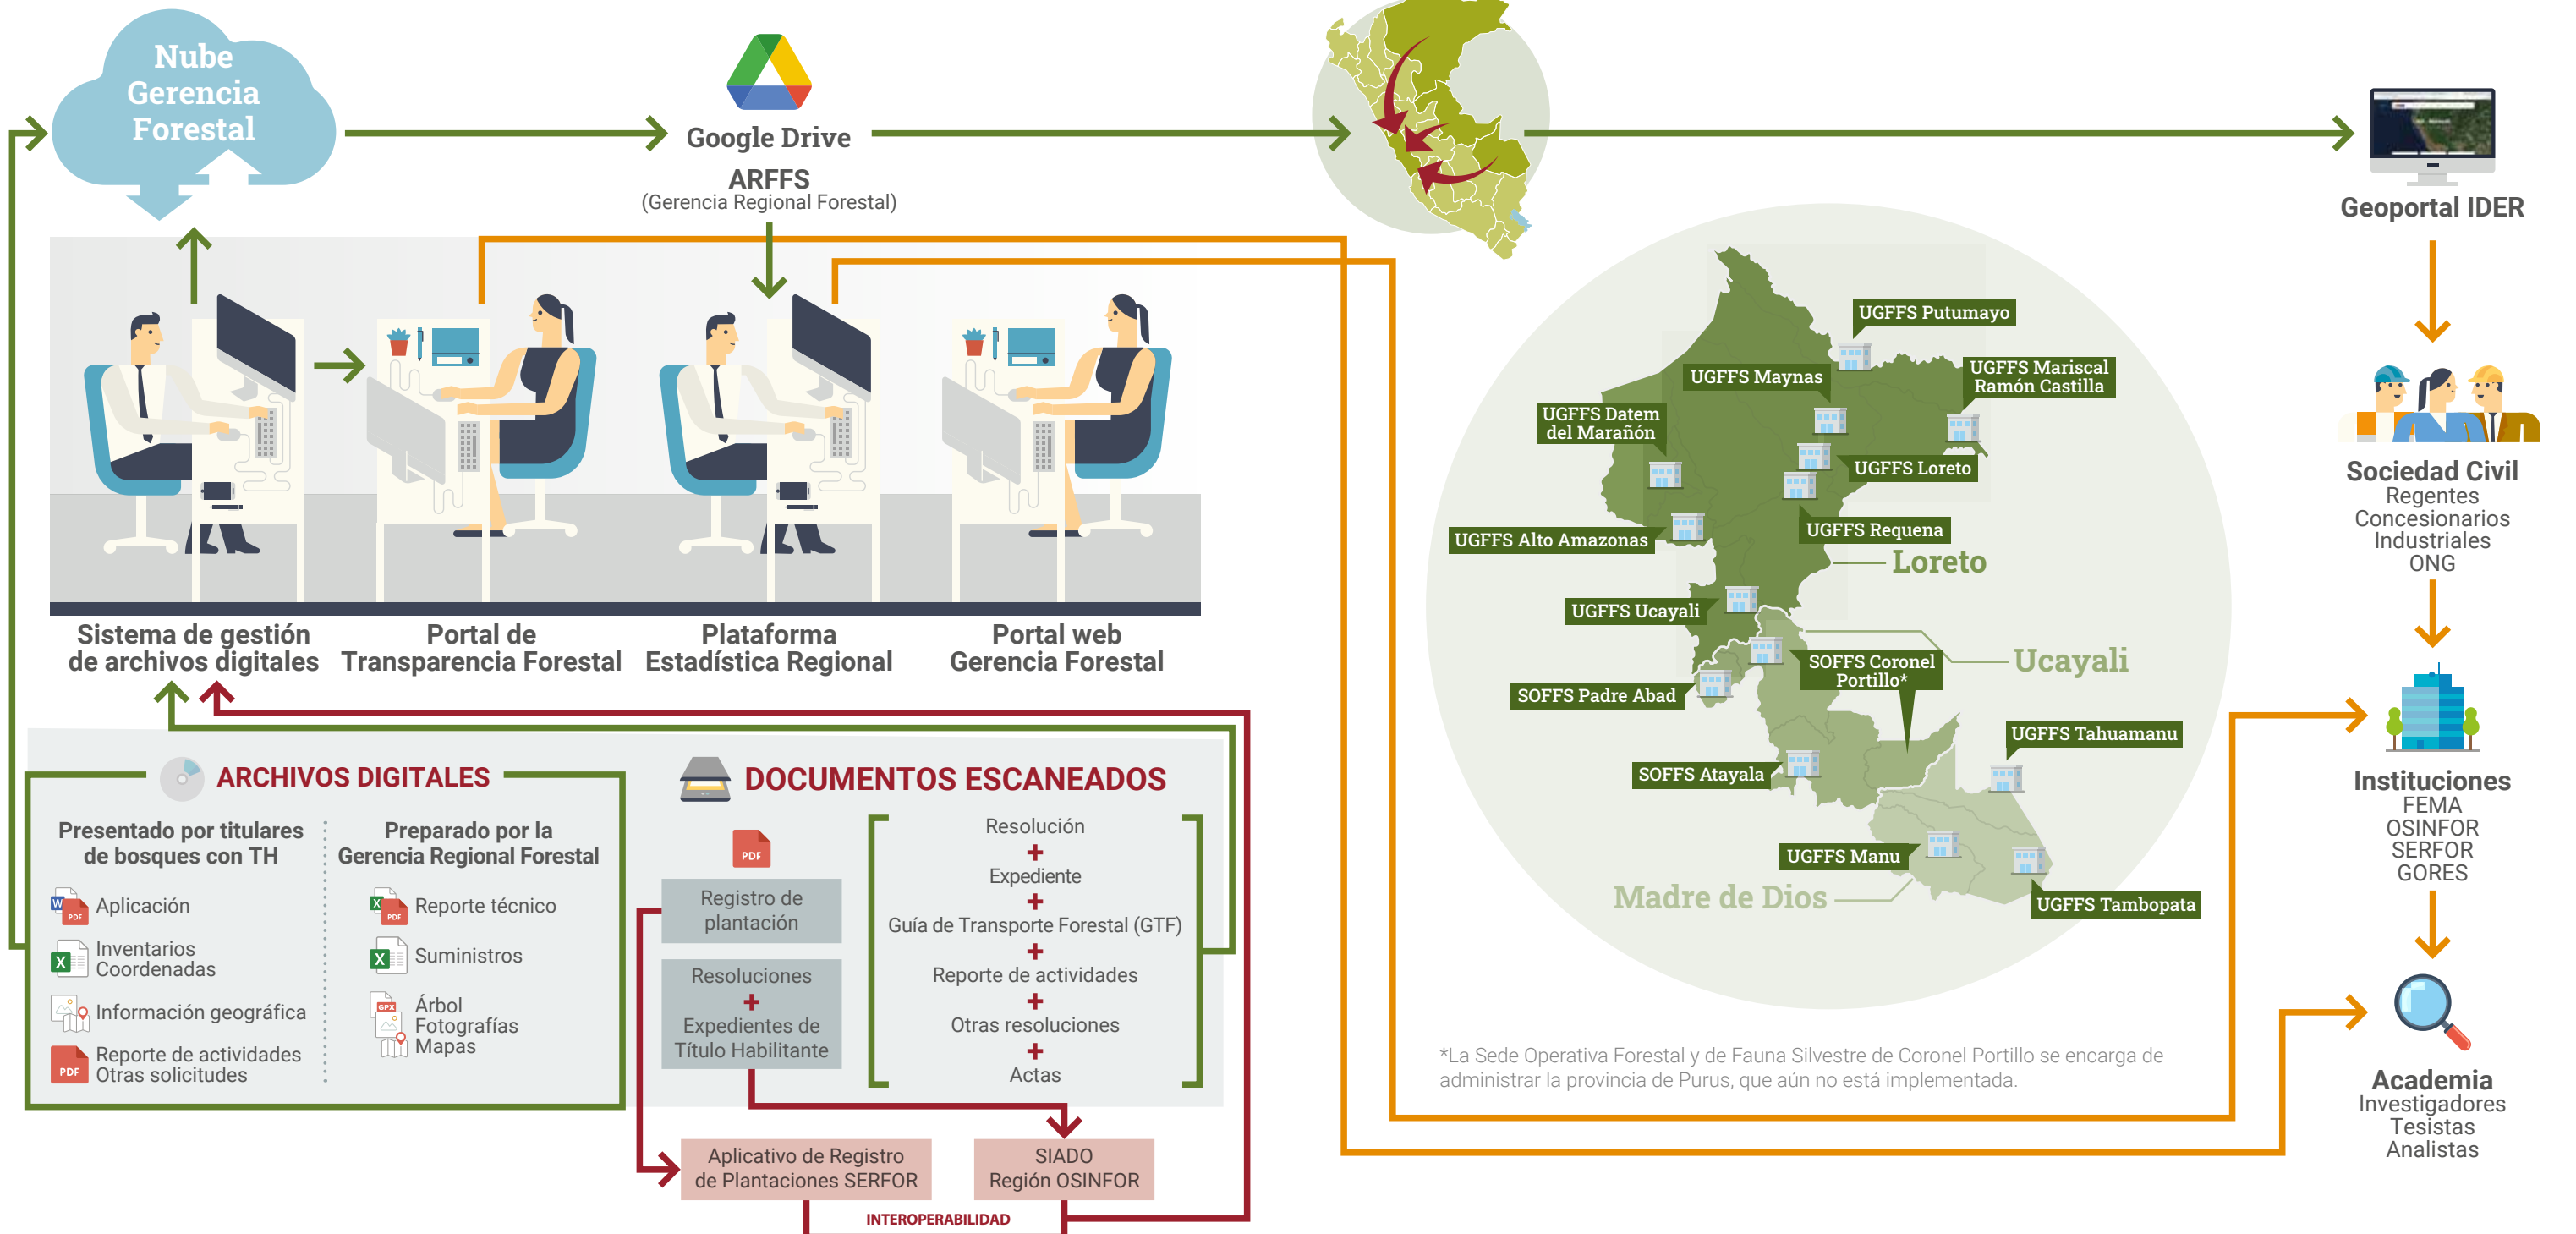 Nube
Gerencia
Forestal
Google Drive
ARFFS
(Gerencia Regional Forestal)
Geoportal IDER
Sociedad Civil
Regentes
Concesionarios
Industriales
ONG
Instituciones
FEMA
OSINFOR
SERFOR
GORES
Academia
Investigadores
Tesistas
Analistas
Sistema de gestión
de archivos digitales
Portal de
Transparencia Forestal
Plataforma
Estadística Regional
Portal web
Gerencia Forestal
UGFFS Putumayo
UGFFS Maynas
UGFFS Mariscal
Ramón Castilla
UGFFS Datem
del Marañón
UGFFS Loreto
UGFFS Alto Amazonas
UGFFS Requena
Loreto
UGFFS Ucayali
Ucayali
SOFFS Coronel
Portillo*
SOFFS Padre Abad
UGFFS Tahuamanu
SOFFS Atayala
UGFFS Manu
Madre de Dios
UGFFS Tambopata
*La Sede Operativa Forestal y de Fauna Silvestre de Coronel Portillo se encarga de
administrar la provincia de Purus, que aún no está implementada.
ARCHIVOS DIGITALES
Presentado por titulares
de bosques con TH
W
PDF
Aplicación
X
Inventarios
Coordenadas
Información geográfica
PDF
Reporte de actividades
Otras solicitudes
Preparado por la
Gerencia Regional Forestal
X
PDF
Reporte técnico
X
Suministros
GPX
Árbol
Fotografías
Mapas
DOCUMENTOS ESCANEADOS
PDF
Registro de
plantación
Resoluciones
+
Expedientes de
Título Habilitante
Resolución
+
Expediente
+
Guía de Transporte Forestal (GTF)
+
Reporte de actividades
+
Otras resoluciones
+
Actas
Aplicativo de Registro
de Plantaciones SERFOR
SIADO
Región OSINFOR
INTEROPERABILIDAD